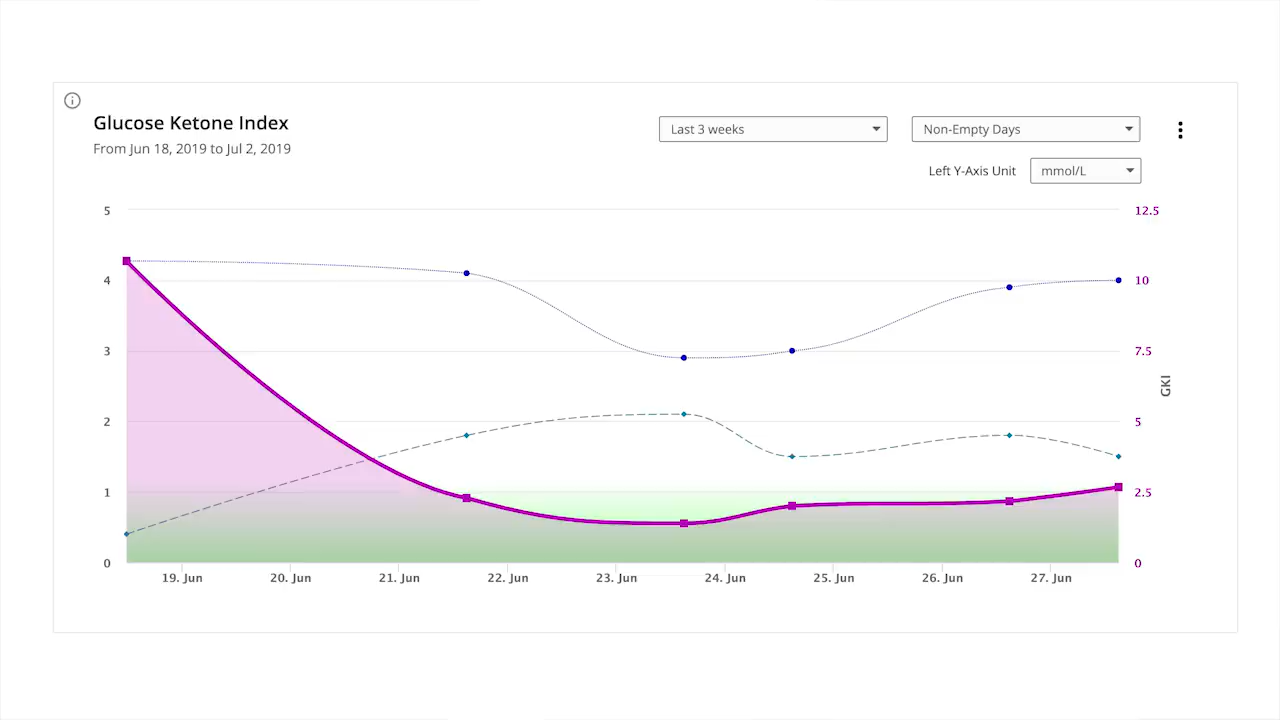 Glucose Ketone Index
From Jun 18, 2019 to Jul 2, 2019
Last 3 weeks
Non-Empty Days
Left Y-Axis Unit
mmol/L
5
4
3
2
1
0
12.5
10
7.5
5
2.5
0
GKI
19. Jun
20. Jun
21. Jun
22. Jun
23. Jun
24. Jun
25. Jun
26. Jun
27. Jun